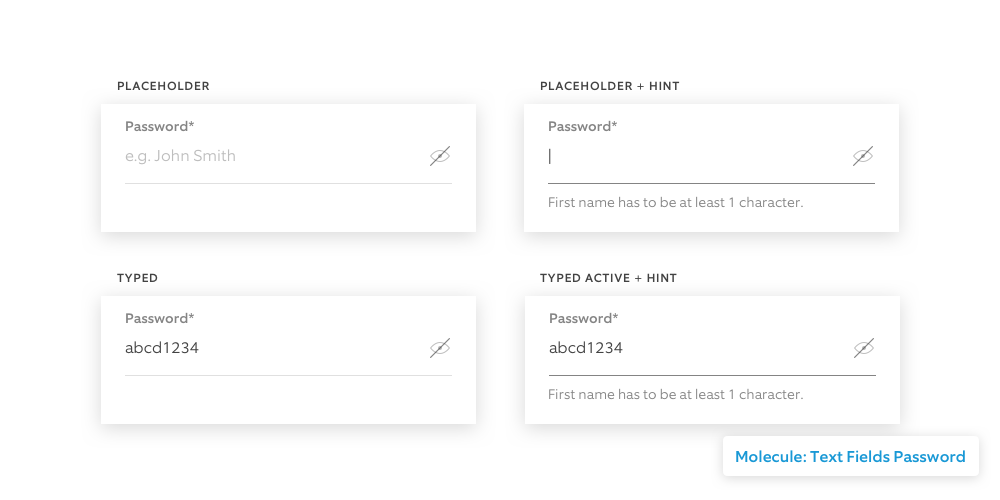 PLACEHOLDER
Password*
e.g. John Smith
PLACEHOLDER + HINT
Password*
First name has to be at least 1 character.
TYPED
Password*
abcd1234
TYPED ACTIVE + HINT
Password*
abcd1234
First name has to be at least 1 character.
Molecule: Text Fields Password